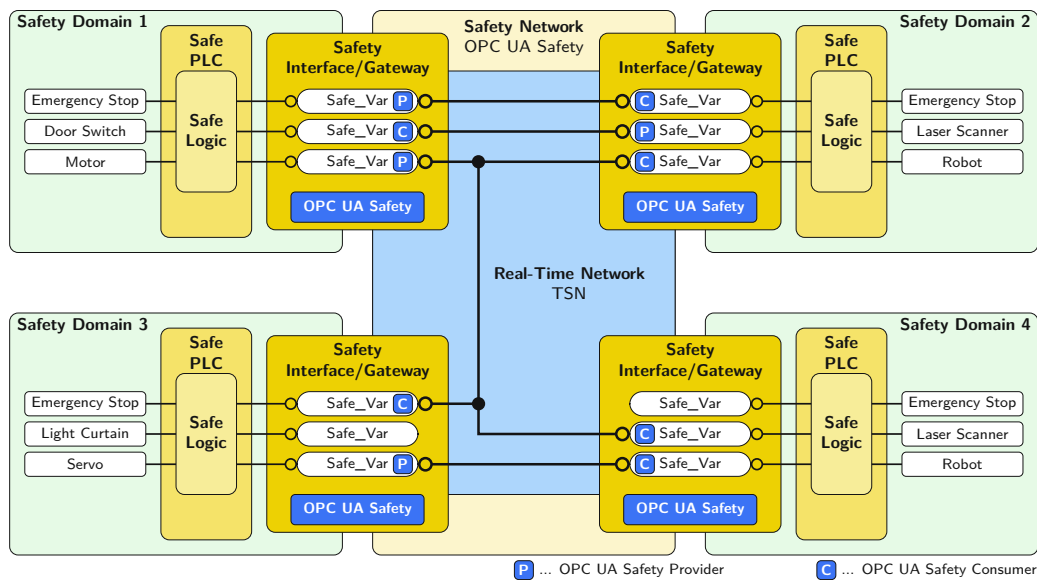 Safety Domain 1
Safe
PLC
Safety
Interface/Gateway
Emergency Stop
Door Switch
Motor
Safe
Logic
Safe_Var P
Safe_Var C
Safe_Var P
OPC UA Safety
Safety Network
OPC UA Safety
Safety Domain 2
Safety
Interface/Gateway
Safe
PLC
C Safe_Var
P Safe_Var
C Safe_Var
OPC UA Safety
Safe
Logic
Emergency Stop
Laser Scanner
Robot
Real-Time Network
TSN
Safety Domain 3
Safe
PLC
Safety
Interface/Gateway
Emergency Stop
Light Curtain
Servo
Safe
Logic
Safe_Var C
Safe_Var
Safe_Var P
OPC UA Safety
Safety Domain 4
Safety
Interface/Gateway
Safe
PLC
Safe_Var
C Safe_Var
C Safe_Var
OPC UA Safety
Safe
Logic
Emergency Stop
Laser Scanner
Robot
P ... OPC UA Safety Provider
C ... OPC UA Safety Consumer